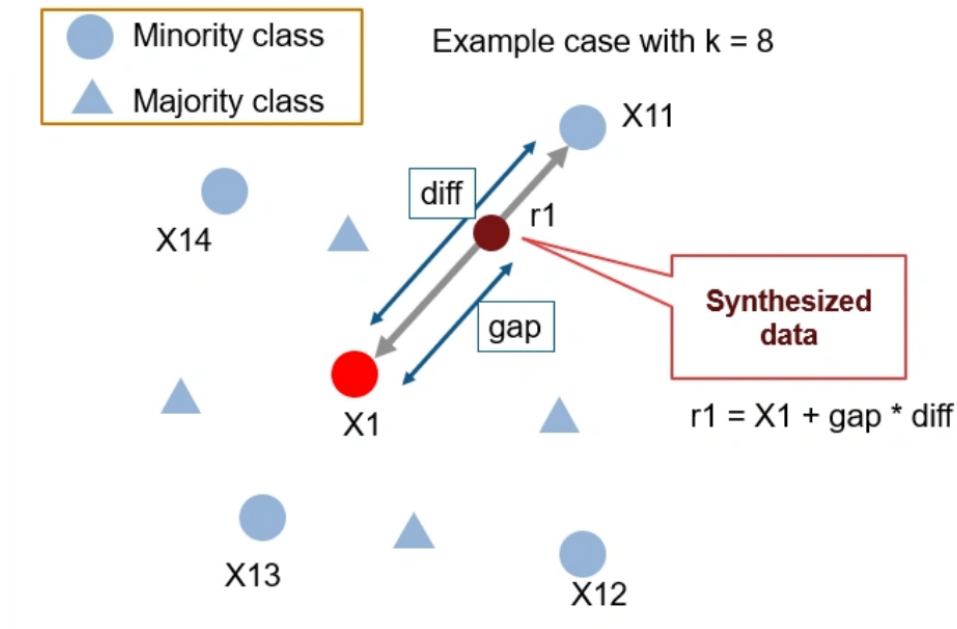 Minority class
Majority class
Example case with k = 8
X11
diff
r1
X14
Synthesized
data
gap
r1 = X1 + gap * diff
X1
X13
X12